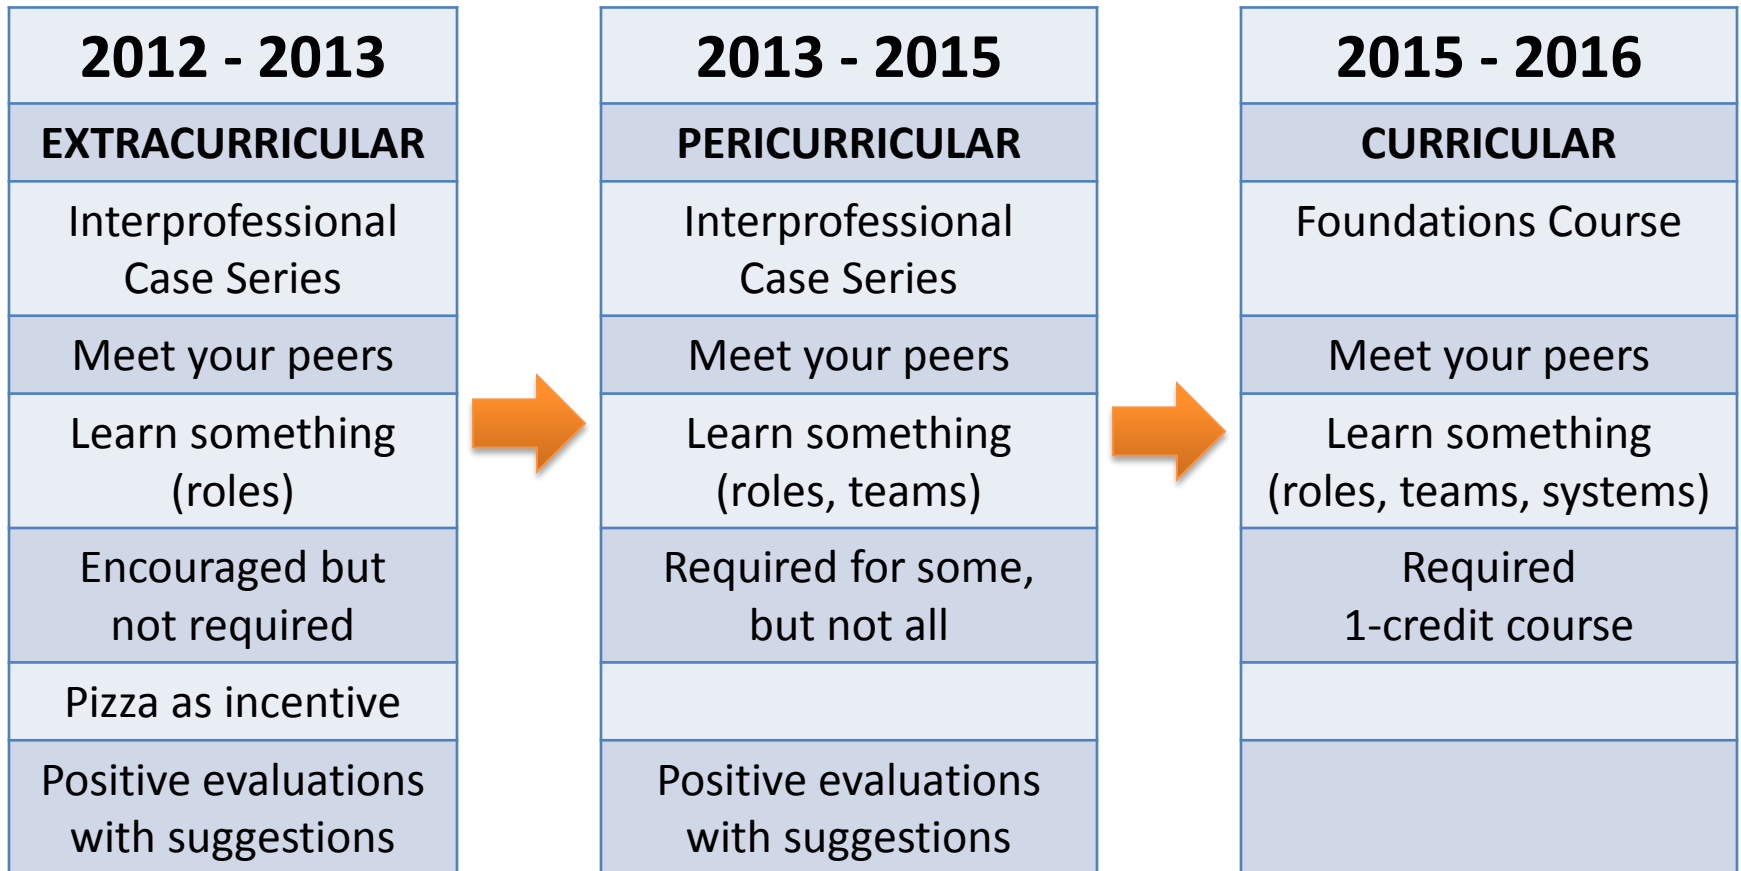 2012 - 2013
EXTRACURRICULAR
Interprofessional
Case Series
Meet your peers
Learn something
(roles)
Encouraged but
not required
Pizza as incentive
Positive evaluations
with suggestions
2013 - 2015
PERICURRICULAR
Interprofessional
Case Series
Meet your peers
Learn something
(roles, teams)
Required for some,
but not all
Positive evaluations
with suggestions
2015 - 2016
CURRICULAR
Foundations Course
Meet your peers
Learn something
(roles, teams, systems)
Required
1-credit course